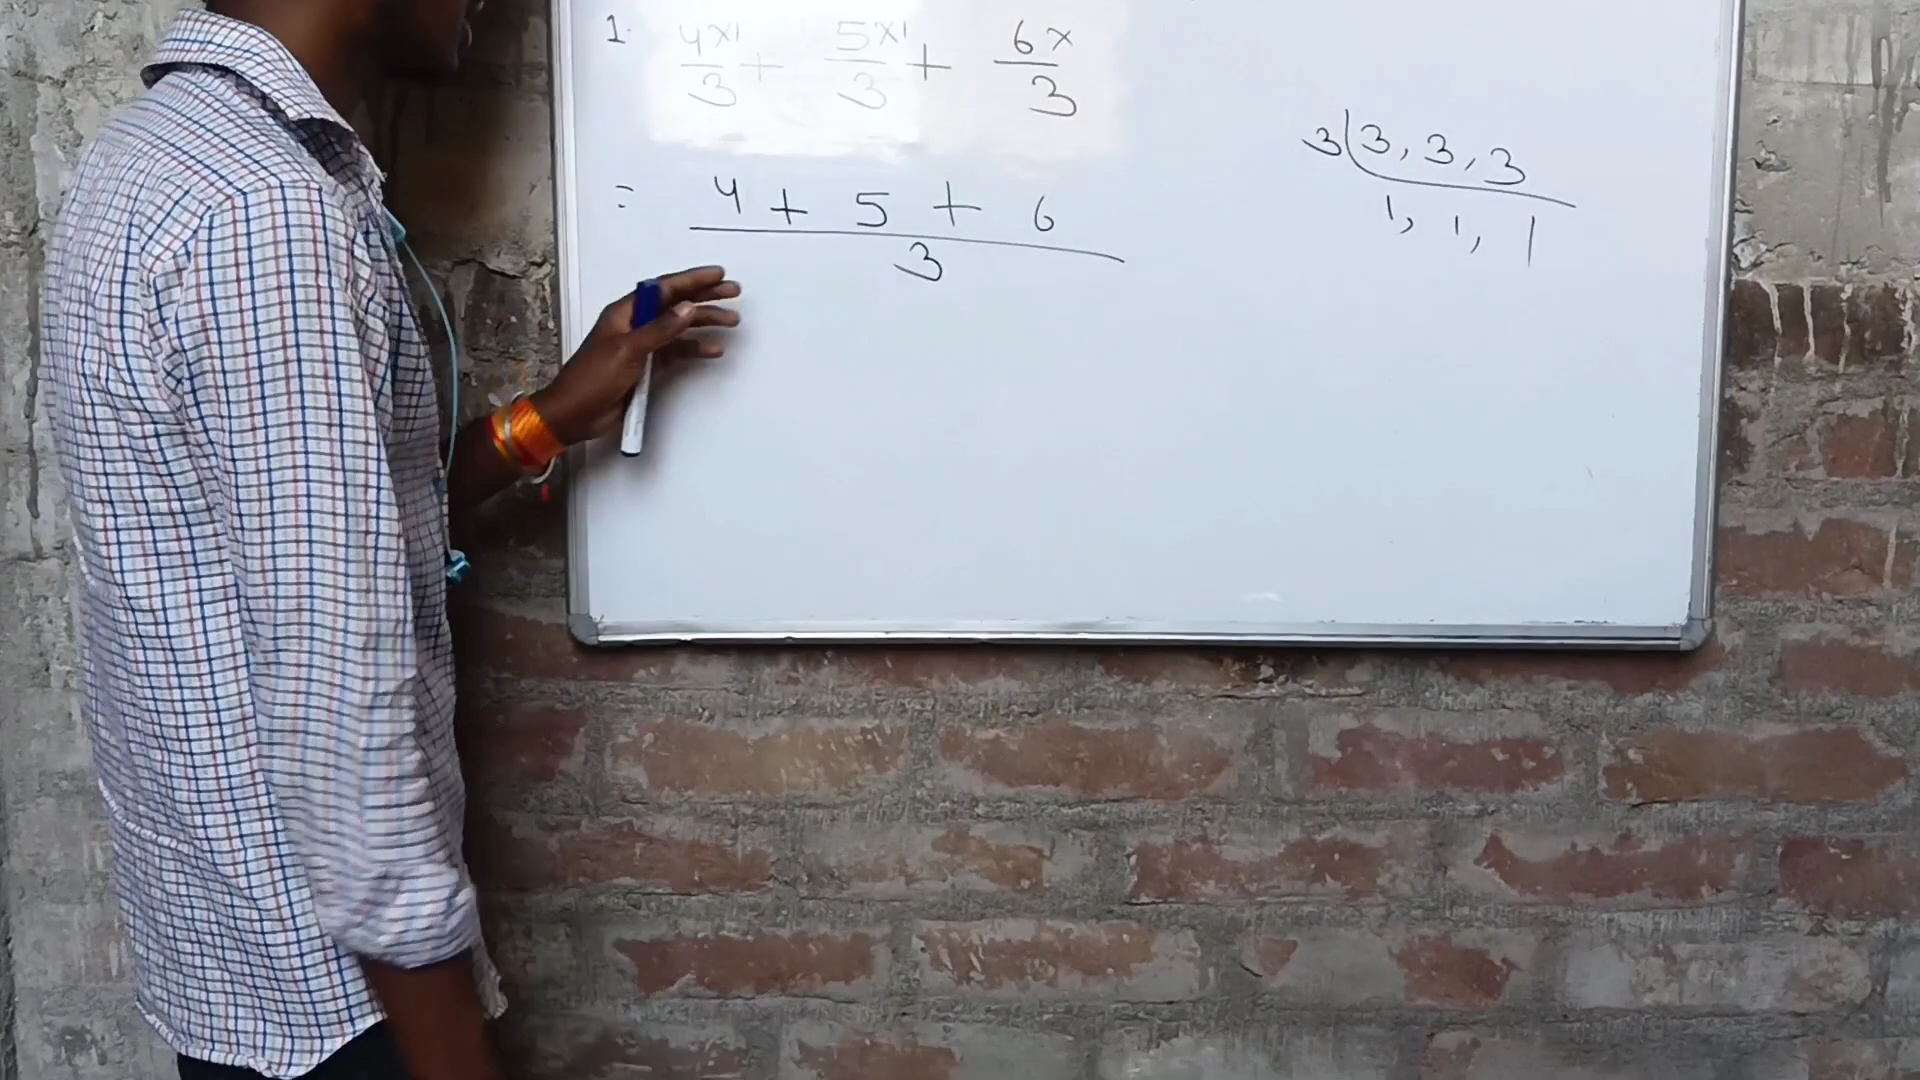 1. 4×1/3 + 5×1/3 + 6×/3
= 4 + 5 + 6 / 3
3 | 3, 3, 3
1, 1, 1